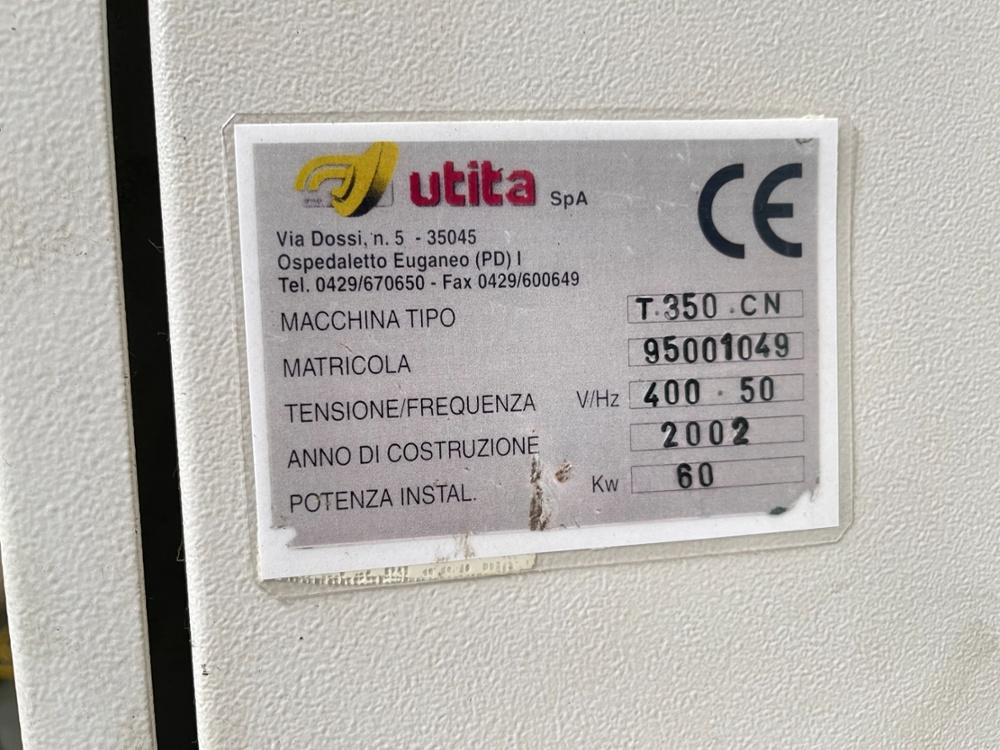 utita SpA
CE
Via Dossi, n. 5 - 35045
Ospedaletto Euganeo (PD) I
Tel. 0429/670650 - Fax 0429/600649
MACCHINA TIPO T.350.CN
MATRICOLA 95001049
TENSIONE/FREQUENZA V/Hz 400 . 50
ANNO DI COSTRUZIONE 2002
POTENZA INSTAL. Kw 60